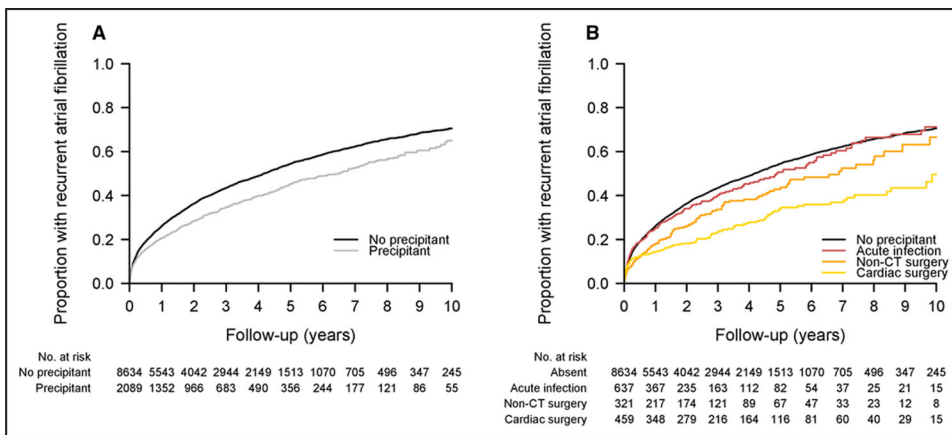 A
Proportion with recurrent atrial fibrillation
1.0
0.8
0.6
0.4
0.2
0.0
No precipitant
Precipitant
0 1 2 3 4 5 6 7 8 9 10
Follow-up (years)
No. at risk
No precipitant 8634 5543 4042 2944 2149 1513 1070 705 496 347 245
Precipitant 2089 1352 966 683 490 356 244 177 121 86 55
B
Proportion with recurrent atrial fibrillation
1.0
0.8
0.6
0.4
0.2
0.0
No precipitant
Acute infection
Non-CT surgery
Cardiac surgery
0 1 2 3 4 5 6 7 8 9 10
Follow-up (years)
No. at risk
Absent 8634 5543 4042 2944 2149 1513 1070 705 496 347 245
Acute infection 637 367 235 163 112 82 54 37 25 21 15
Non-CT surgery 321 217 174 121 89 67 47 33 23 12 8
Cardiac surgery 459 348 279 216 164 116 81 60 40 29 15